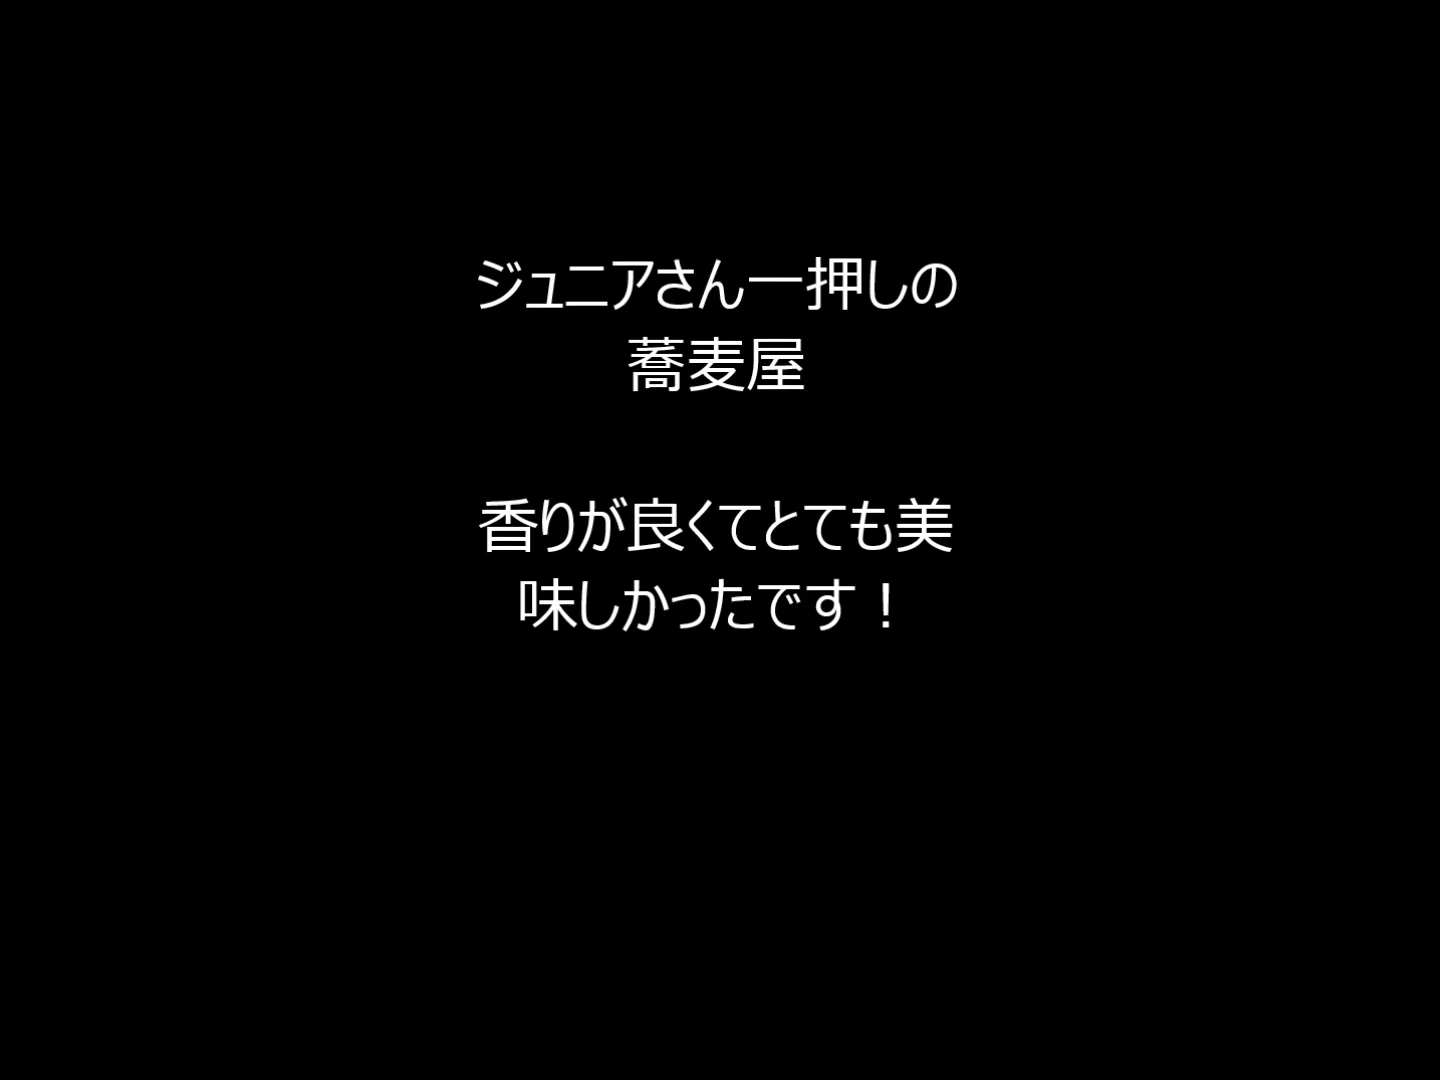 ジュニアさん一押しの
蕎麦屋
香りが良くてとても美
味しかったです！